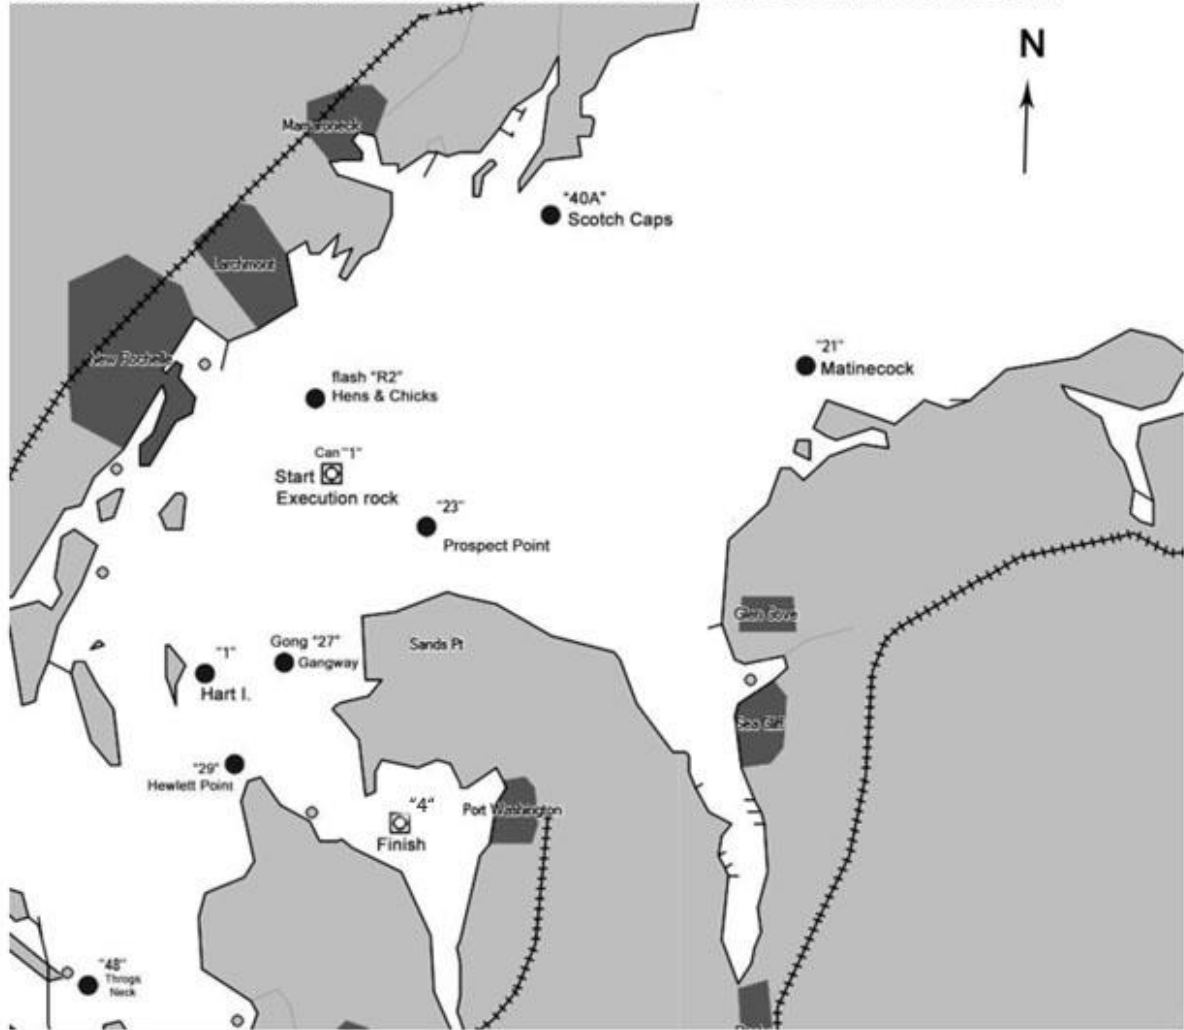 N
Mamaroneck
"40A"
Scotch Caps
Larchmont
New Rochelle
"21"
Matinecock
flash "R2"
Hens & Chicks
Can "1"
Start
Execution rock
"23"
Prospect Point
Glen Cove
Sands Pt
Gong "27"
Gangway
"1"
Hart I.
Sea Cliff
"29"
Hewlett Point
"4"
Port Washington
Finish
"48"
Throgs
Neck